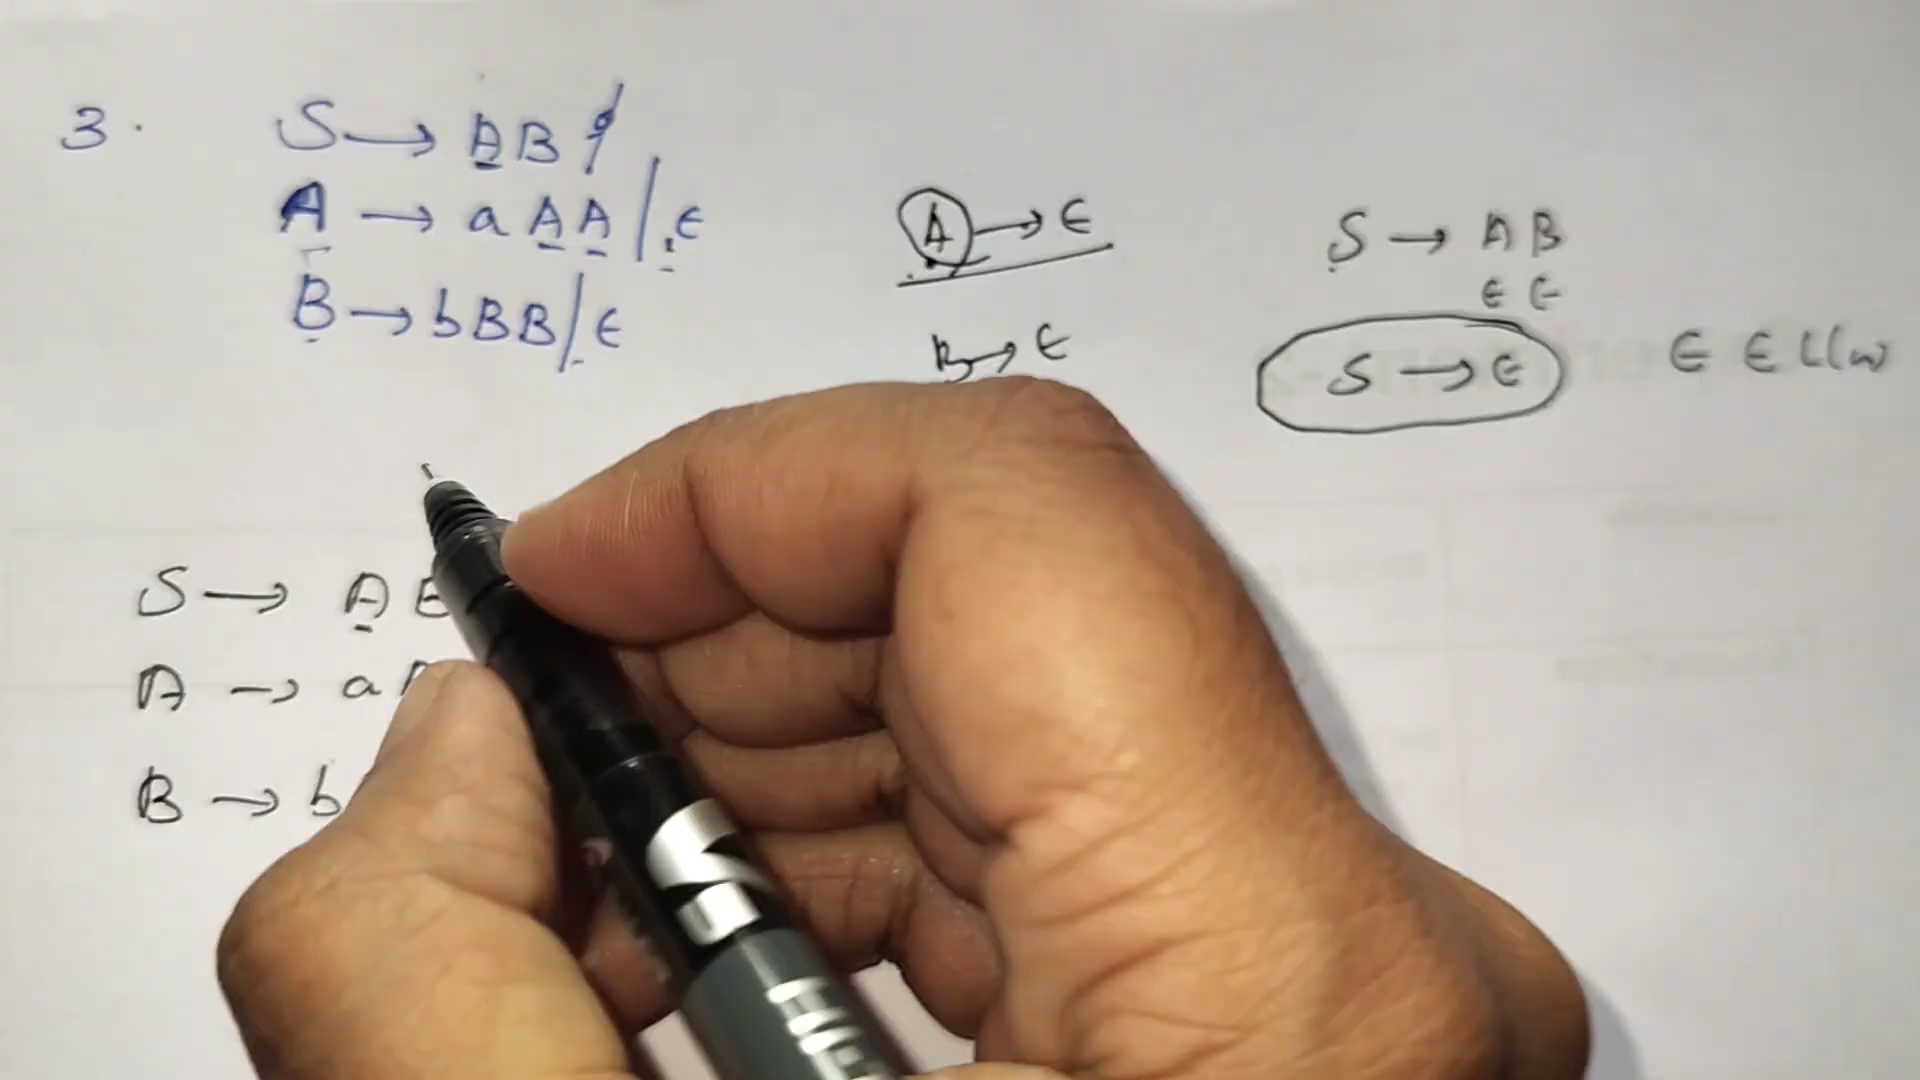 3. S → AB
A → aAA/ε
B → bBB/ε
A → ε
B → ε
S → AB
ε ε
S → ε
ε ∈ L(w)
S → A
A → a
B → b